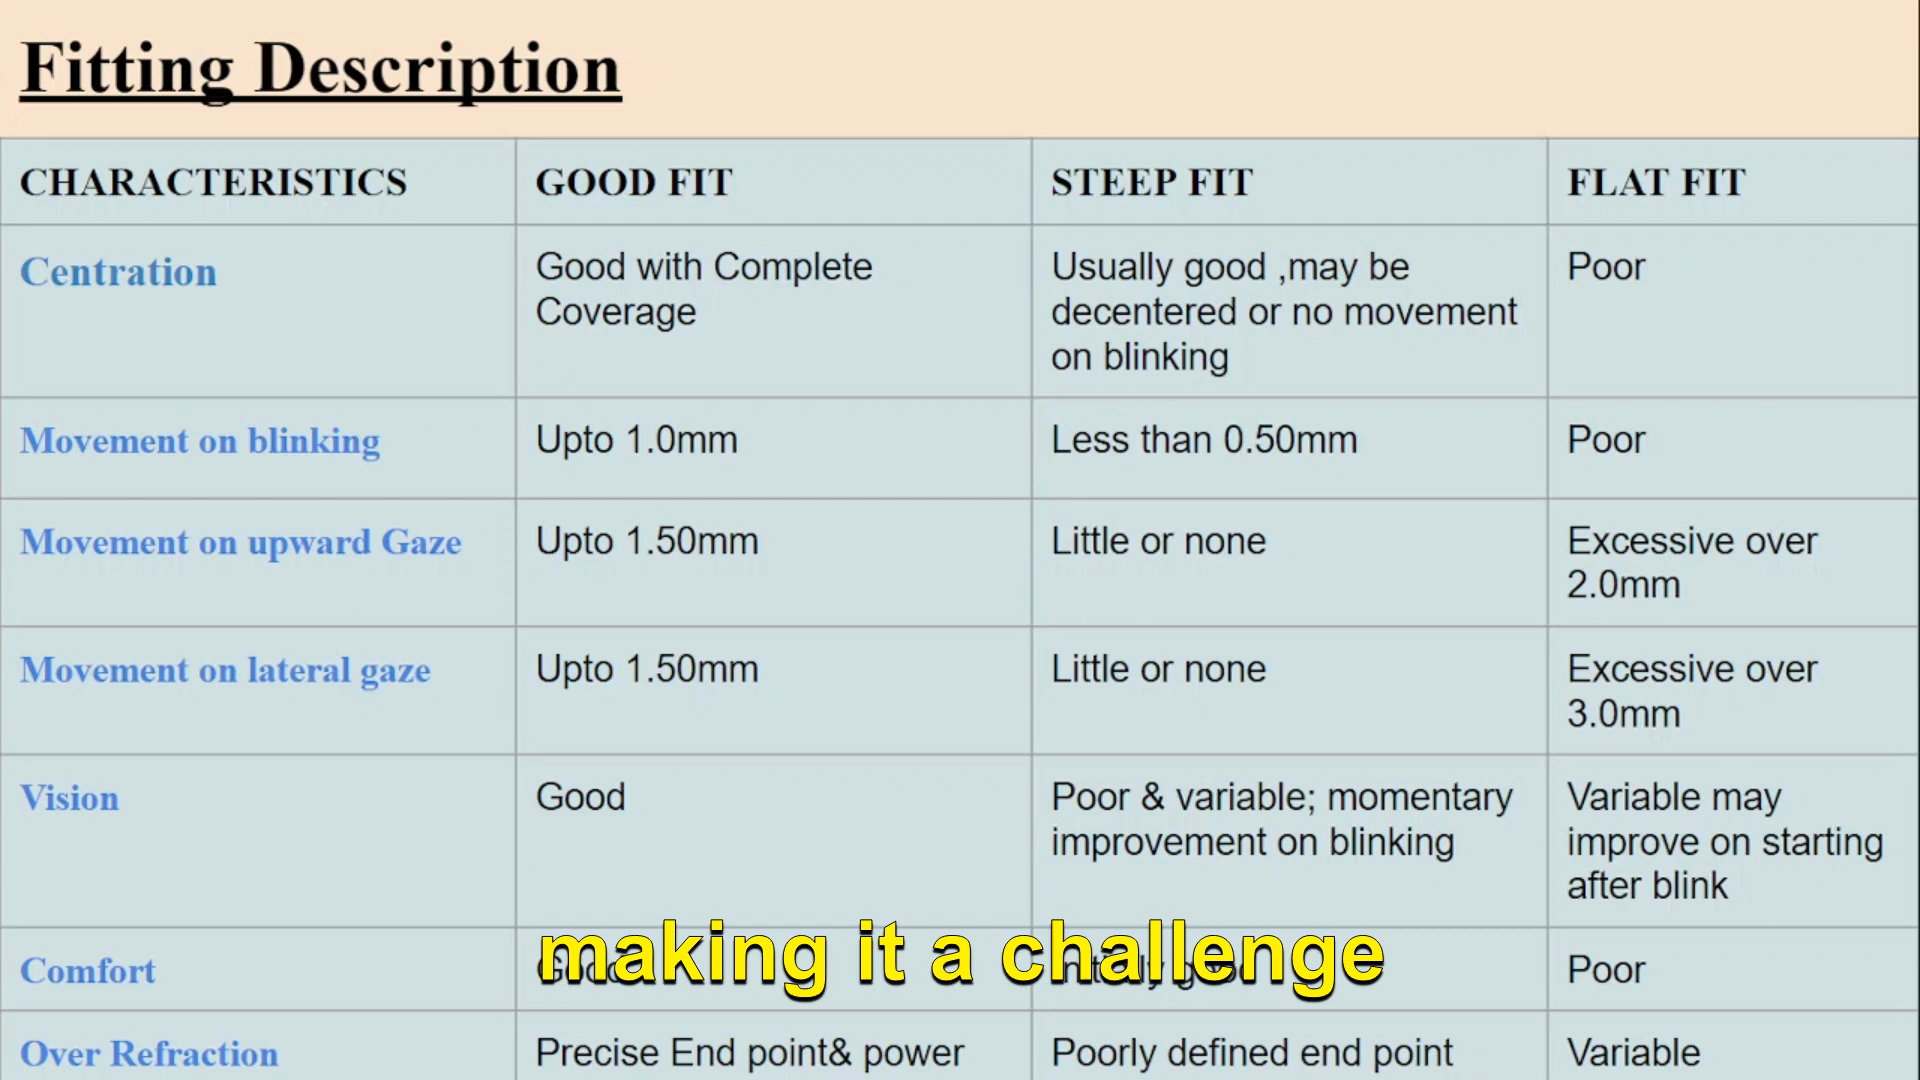 Fitting Description
CHARACTERISTICS
GOOD FIT
STEEP FIT
FLAT FIT
Centration
Good with Complete
Coverage
Usually good ,may be
decentered or no movement
on blinking
Poor
Movement on blinking
Upto 1.0mm
Less than 0.50mm
Poor
Movement on upward Gaze
Upto 1.50mm
Little or none
Excessive over
2.0mm
Movement on lateral gaze
Upto 1.50mm
Little or none
Excessive over
3.0mm
Vision
Good
Poor & variable; momentary
improvement on blinking
Variable may
improve on starting
after blink
Comfort
Poor
making it a challenge
Over Refraction
Precise End point& power
Poorly defined end point
Variable